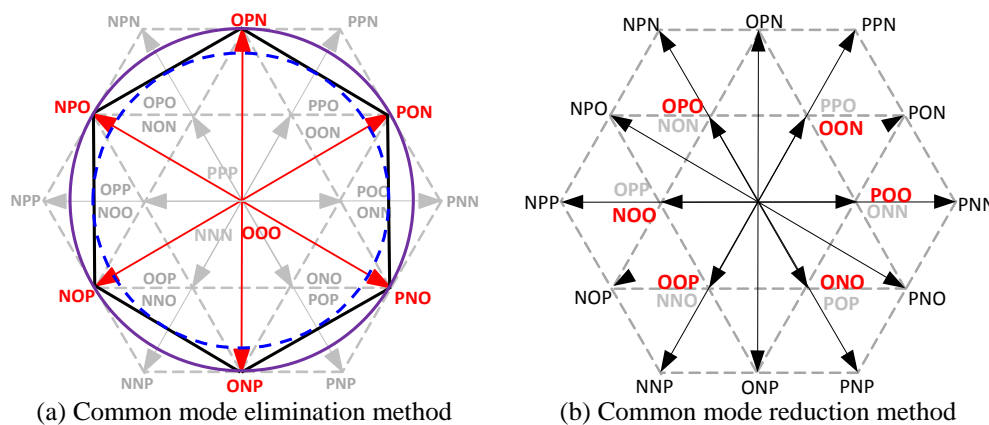 NPN OPN PPN
NPO OPO PPO PON
NON OON
PPP
NPP OPP POO PNN
NOO ONN
NNN OOO
NOP OOP ONO PNO
NNO POP
NNP ONP PNP
(a) Common mode elimination method
NPN OPN PPN
NPO OPO PPO PON
NON OON
NPP OPP POO PNN
NOO ONN
NOP OOP ONO PNO
NNO POP
NNP ONP PNP
(b) Common mode reduction method